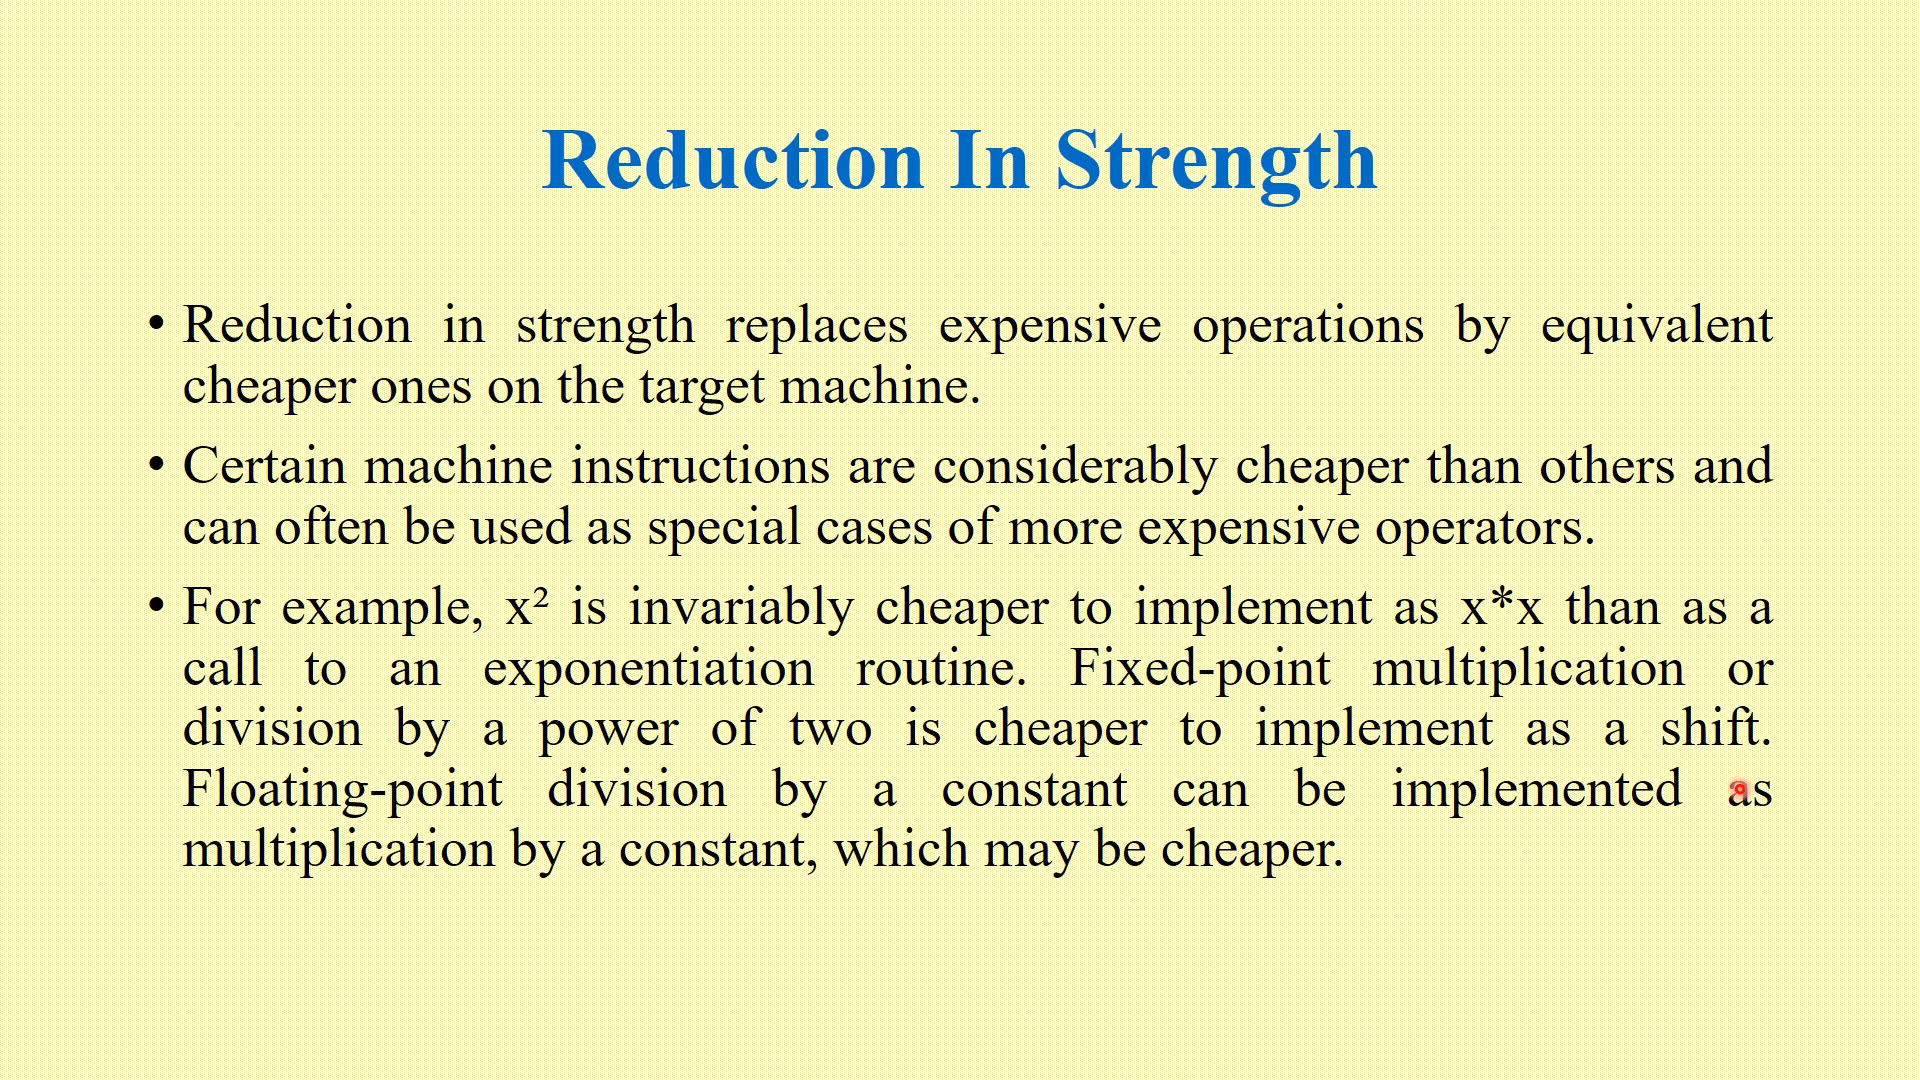 Reduction In Strength
• Reduction in strength replaces expensive operations by equivalent
cheaper ones on the target machine.
• Certain machine instructions are considerably cheaper than others and
can often be used as special cases of more expensive operators.
• For example, x² is invariably cheaper to implement as x*x than as a
call to an exponentiation routine. Fixed-point multiplication or
division by a power of two is cheaper to implement as a shift.
Floating-point division by a constant can be implemented as
multiplication by a constant, which may be cheaper.